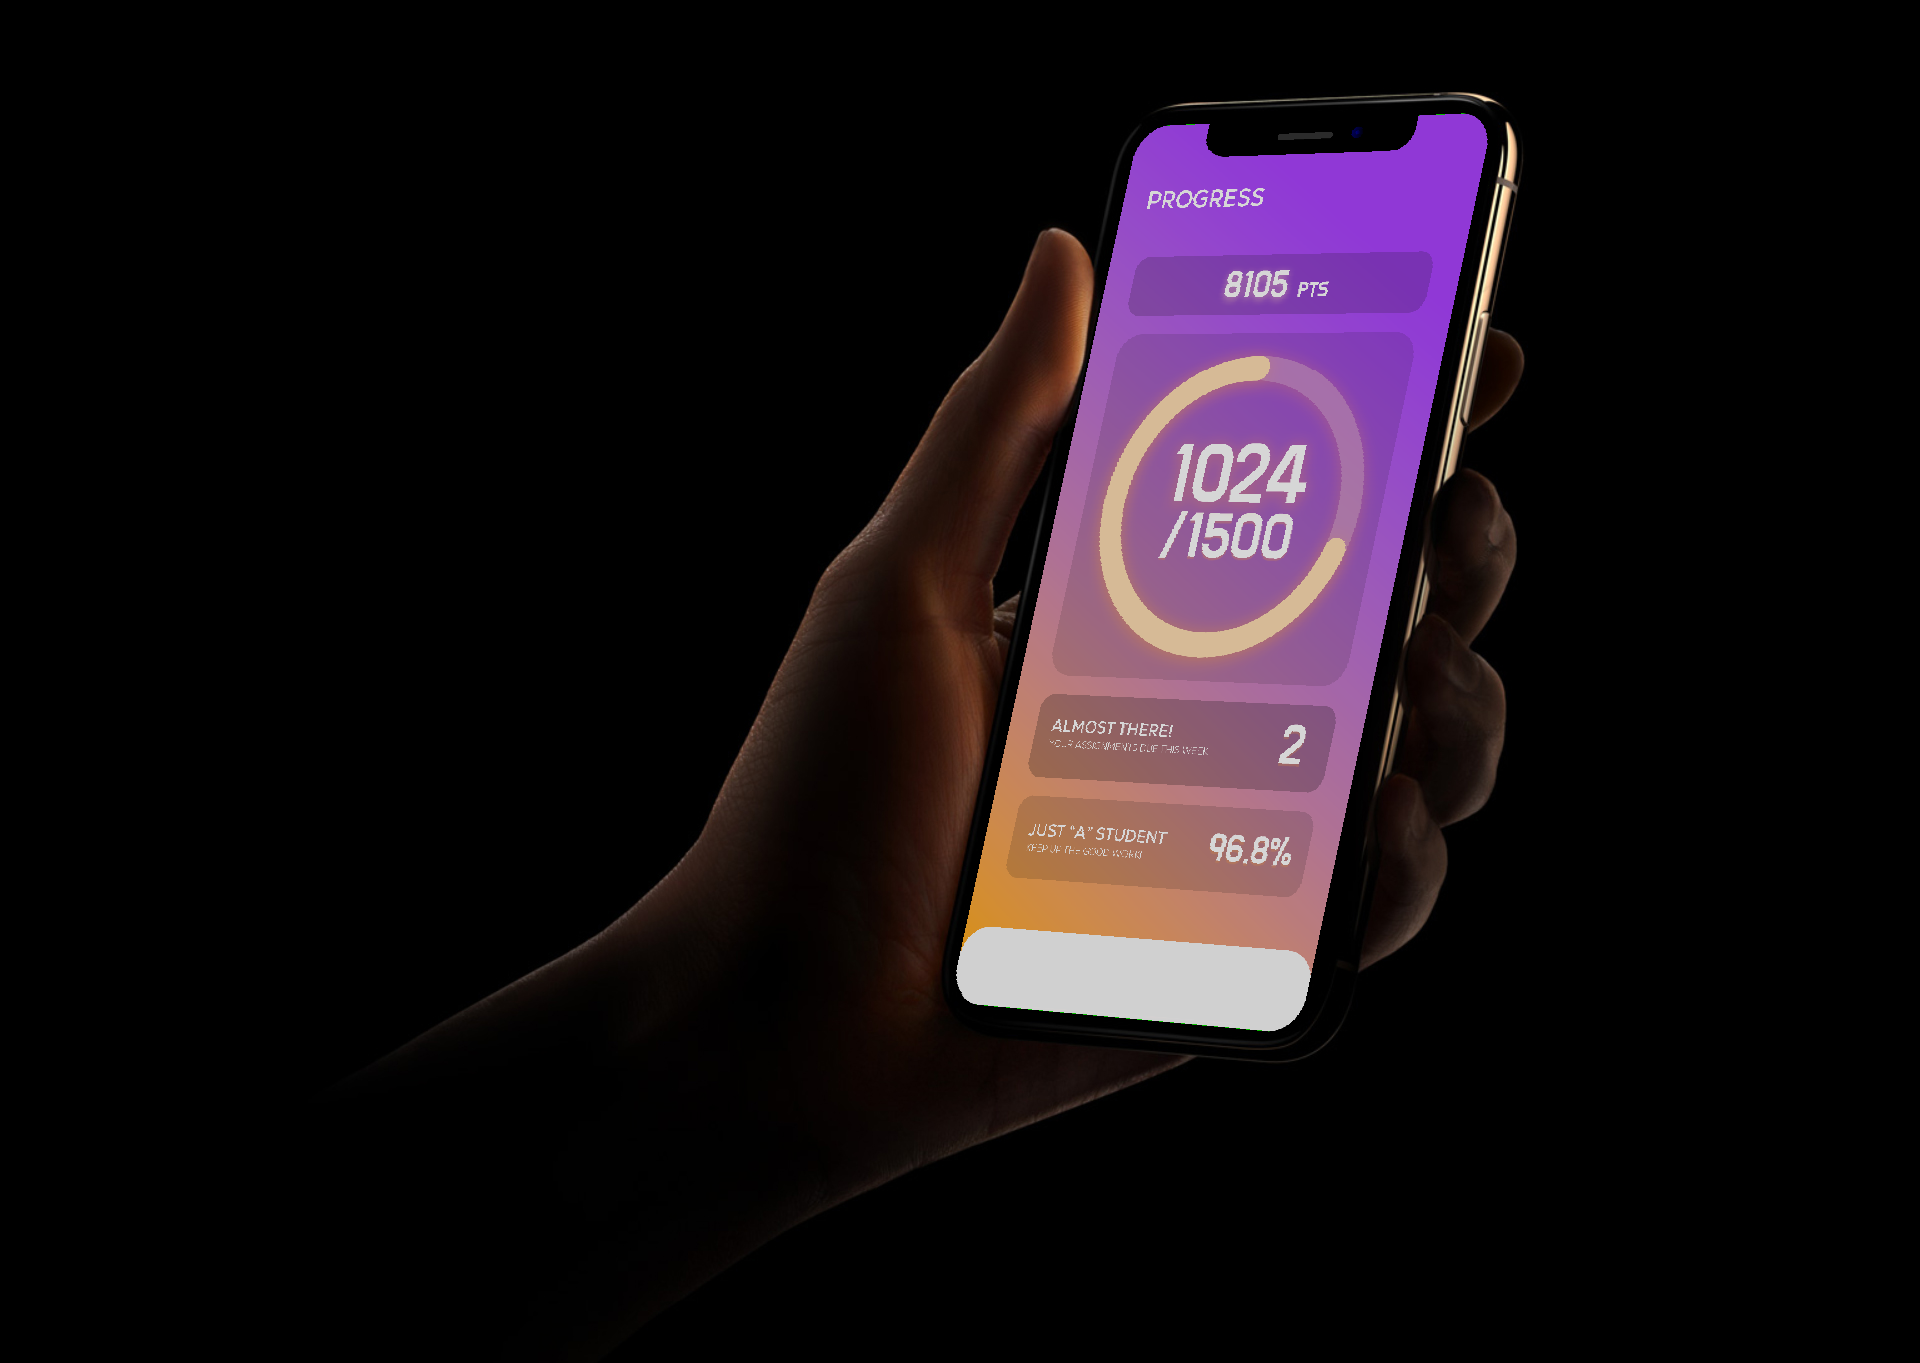 PROGRESS
8105 PTS
1024
/1500
ALMOST THERE!
YOUR ASSIGNMENTS DUE THIS WEEK
2
JUST "A" STUDENT
KEEP UP THE GOOD WORK!
96.8%